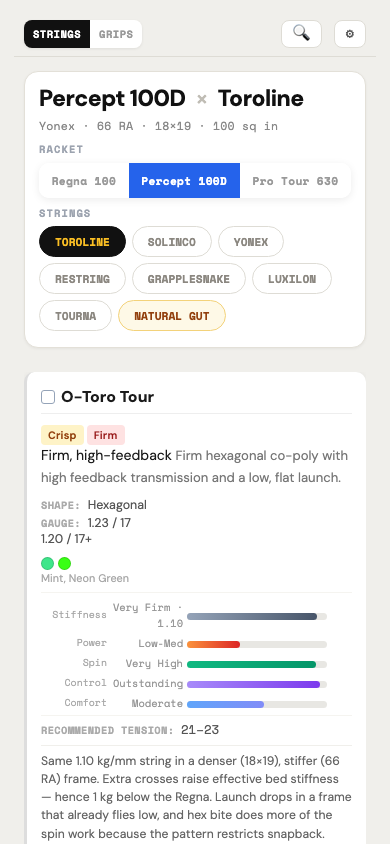 STRINGS GRIPS
Percept 100D × Toroline
Yonex · 66 RA · 18×19 · 100 sq in
RACKET
Regna 100 Percept 100D Pro Tour 630
STRINGS
TOROLINE SOLINCO YONEX
RESTRING GRAPPLESNAKE LUXILON
TOURNA NATURAL GUT
O-Toro Tour
Crisp Firm
Firm, high-feedback Firm hexagonal co-poly with
high feedback transmission and a low, flat launch.
SHAPE: Hexagonal
GAUGE: 1.23 / 17
1.20 / 17+
Mint, Neon Green
Stiffness Very Firm ·
1.10
Power Low-Med
Spin Very High
Control Outstanding
Comfort Moderate
RECOMMENDED TENSION: 21–23
Same 1.10 kg/mm string in a denser (18×19), stiffer (66
RA) frame. Extra crosses raise effective bed stiffness
— hence 1 kg below the Regna. Launch drops in a frame
that already flies low, and hex bite does more of the
spin work because the pattern restricts snapback.